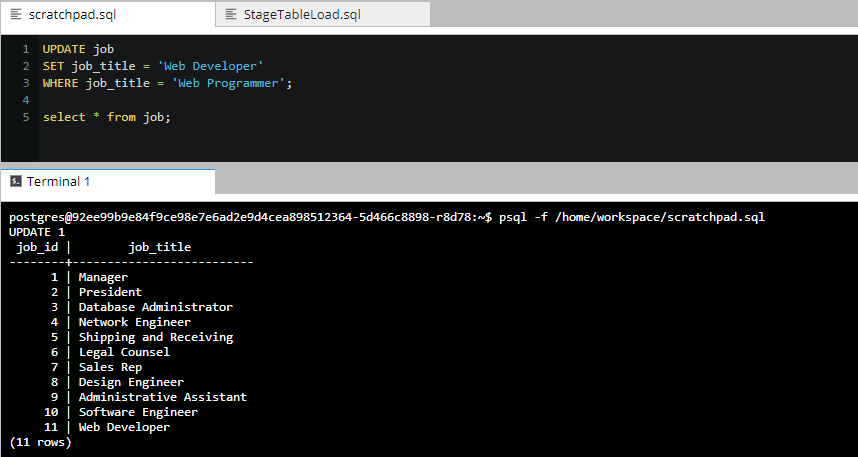 scratchpad.sql
StageTableLoad.sql
1 UPDATE job
2 SET job_title = 'Web Developer'
3 WHERE job_title = 'Web Programmer';
4
5 select * from job;
Terminal 1
postgres@92ee99b9e84f9ce98e7e6ad2e9d4cea898512364-5d466c8898-r8d78:~$ psql -f /home/workspace/scratchpad.sql
UPDATE 1
job_id | job_title
--------+--------------------------
1 | Manager
2 | President
3 | Database Administrator
4 | Network Engineer
5 | Shipping and Receiving
6 | Legal Counsel
7 | Sales Rep
8 | Design Engineer
9 | Administrative Assistant
10 | Software Engineer
11 | Web Developer
(11 rows)